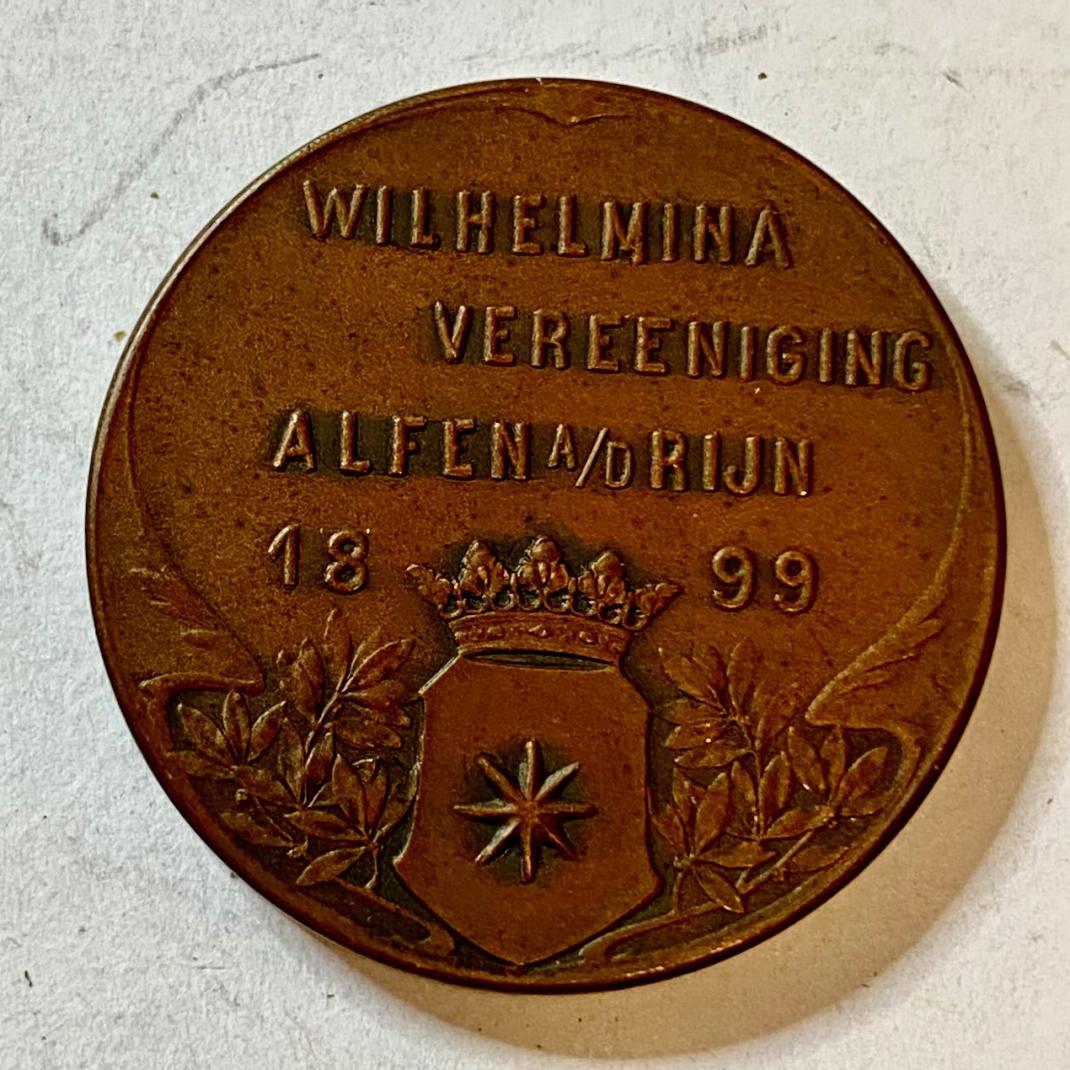 WILHELMINA
VEREENIGING
ALFEN A/D RIJN
18 99